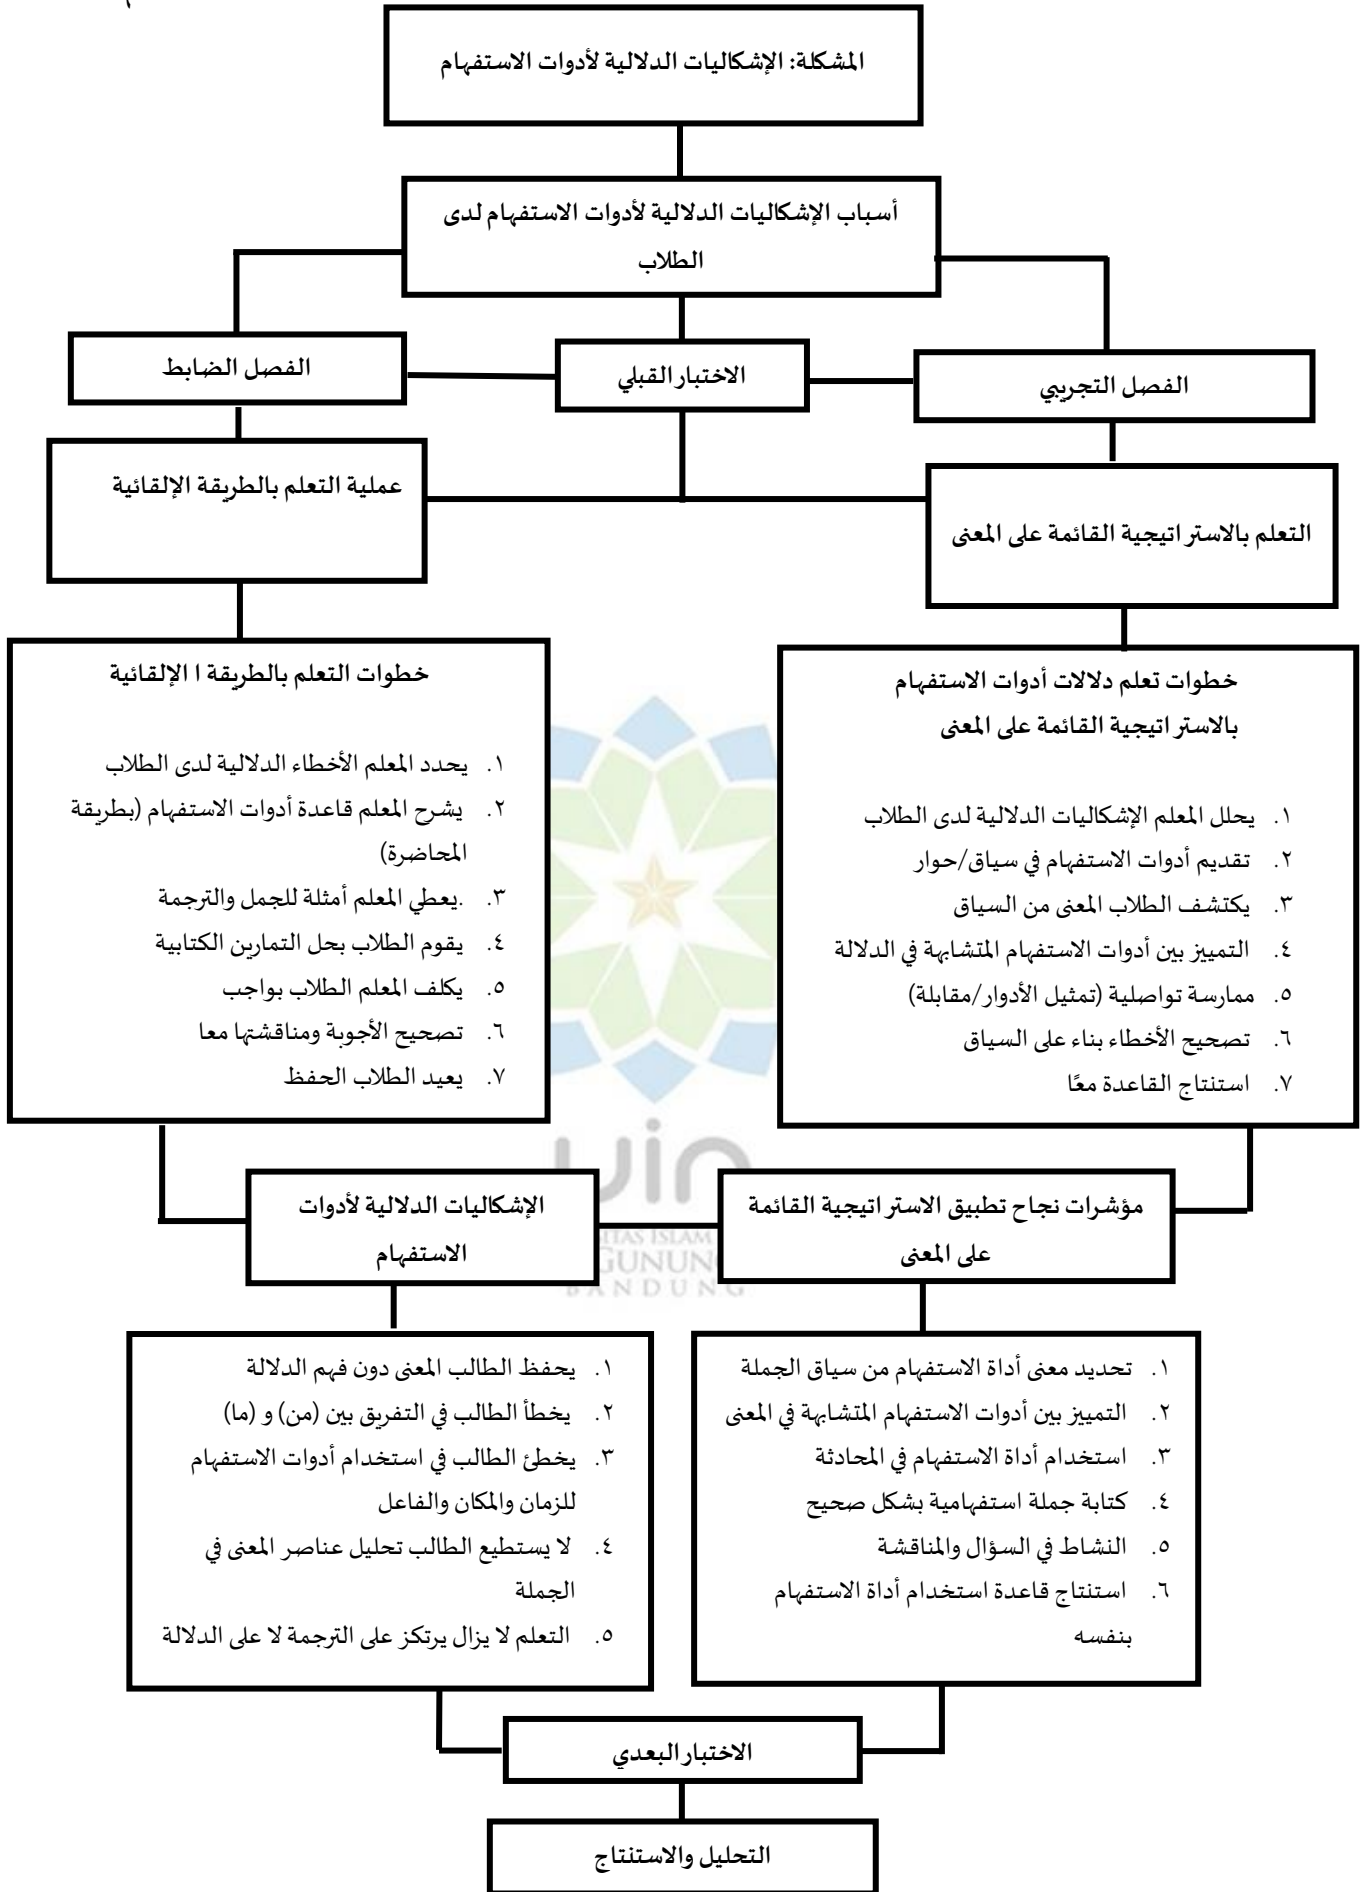 المشكلة: الإشكاليات الدلالية لأدوات الاستفهام
أسباب الإشكاليات الدلالية لأدوات الاستفهام لدى
الطلاب
الفصل التجريبي
الاختبار القبلي
الفصل الضابط
التعلم بالاستر اتيجية القائمة على المعنى
عملية التعلم بالطريقة الإلقائية
خطوات تعلم دلالات أدوات الاستفهام
بالاستر اتيجية القائمة على المعنى
١. يحلل المعلم الإشكاليات الدلالية لدى الطلاب
٢. تقديم أدوات الاستفهام في سياق/حوار
٣. يكتشف الطلاب المعنى من السياق
٤. التمييز بين أدوات الاستفهام المتشابهة في الدلالة
٥. ممارسة تواصلية (تمثيل الأدوار/مقابلة)
٦. تصحيح الأخطاء بناء على السياق
٧. استنتاج القاعدة معًا
خطوات التعلم بالطريقة ا الإلقائية
١. يحدد المعلم الأخطاء الدلالية لدى الطلاب
٢. يشرح المعلم قاعدة أدوات الاستفهام (بطريقة
المحاضرة)
٣. .يعطي المعلم أمثلة للجمل والترجمة
٤. يقوم الطلاب بحل التمارين الكتابية
٥. يكلف المعلم الطلاب بواجب
٦. تصحيح الأجوبة ومناقشتها معا
٧. يعيد الطلاب الحفظ
uin
ITAS ISLAM
GUNUN
BANDUNG
مؤشرات نجاح تطبيق الاستر اتيجية القائمة
على المعنى
الإشكاليات الدلالية لأدوات
الاستفهام
١. تحديد معنى أداة الاستفهام من سياق الجملة
٢. التمييز بين أدوات الاستفهام المتشابهة في المعنى
٣. استخدام أداة الاستفهام في المحادثة
٤. كتابة جملة استفهامية بشكل صحيح
٥. النشاط في السؤال والمناقشة
٦. استنتاج قاعدة استخدام أداة الاستفهام
بنفسه
١. يحفظ الطالب المعنى دون فهم الدلالة
٢. يخطأ الطالب في التفريق بين (من) و (ما)
٣. يخطئ الطالب في استخدام أدوات الاستفهام
للزمان والمكان والفاعل
٤. لا يستطيع الطالب تحليل عناصر المعنى في
الجملة
٥. التعلم لا يزال يرتكز على الترجمة لا على الدلالة
الاختبار البعدي
التحليل والاستنتاج